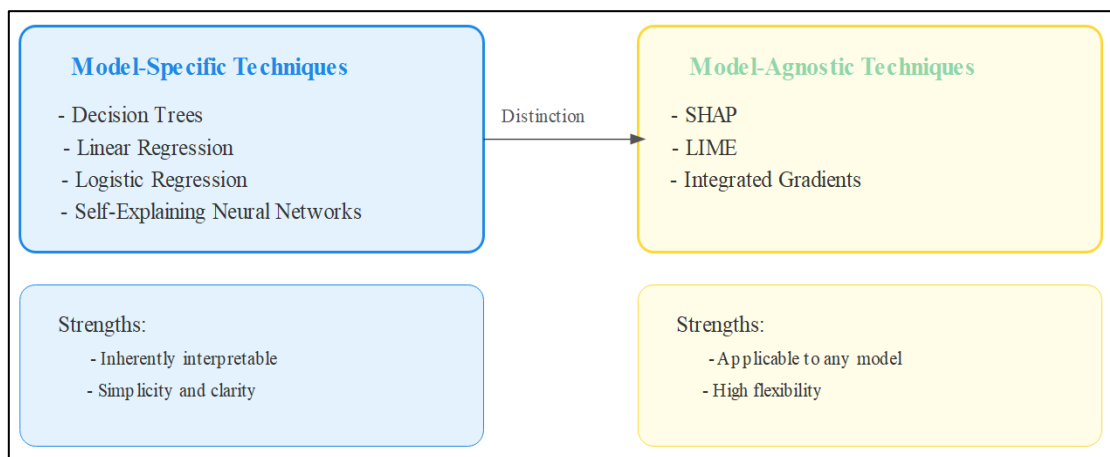 Model-Specific Techniques
- Decision Trees
- Linear Regression
- Logistic Regression
- Self-Explaining Neural Networks
Distinction
Model-Agnostic Techniques
- SHAP
- LIME
- Integrated Gradients
Strengths:
- Inherently interpretable
- Simplicity and clarity
Strengths:
- Applicable to any model
- High flexibility